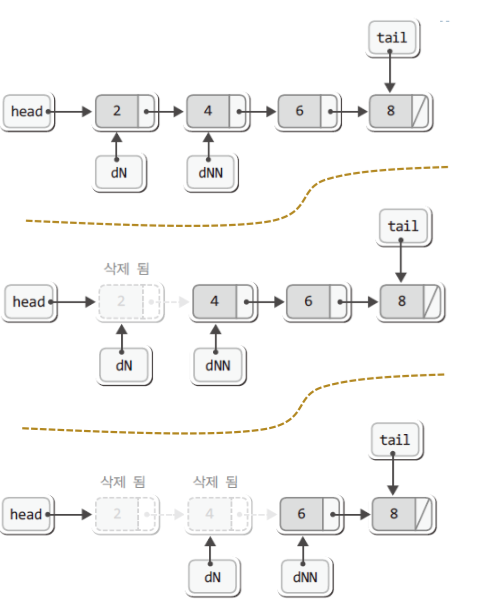 tail
head 2 4 6 8
dN dNN
tail
삭제 됨
head 2 4 6 8
dN dNN
tail
삭제 됨 삭제 됨
head 2 4 6 8
dN dNN